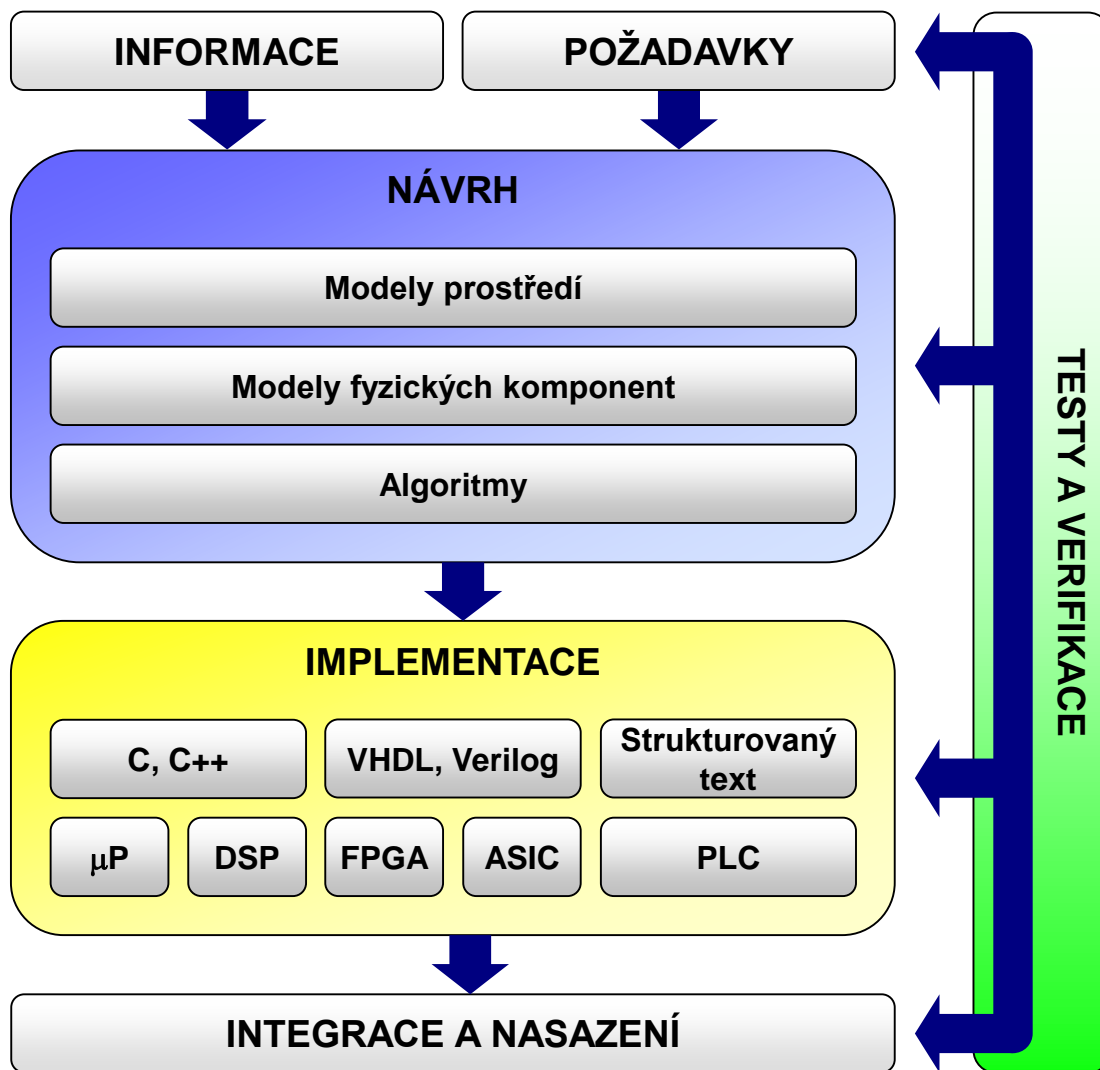 INFORMACE
POŽADAVKY
NÁVRH
Modely prostředí
Modely fyzických komponent
Algoritmy
IMPLEMENTACE
C, C++
VHDL, Verilog
Strukturovaný
text
μP
DSP
FPGA
ASIC
PLC
INTEGRACE A NASAZENÍ
TESTY A VERIFIKACE